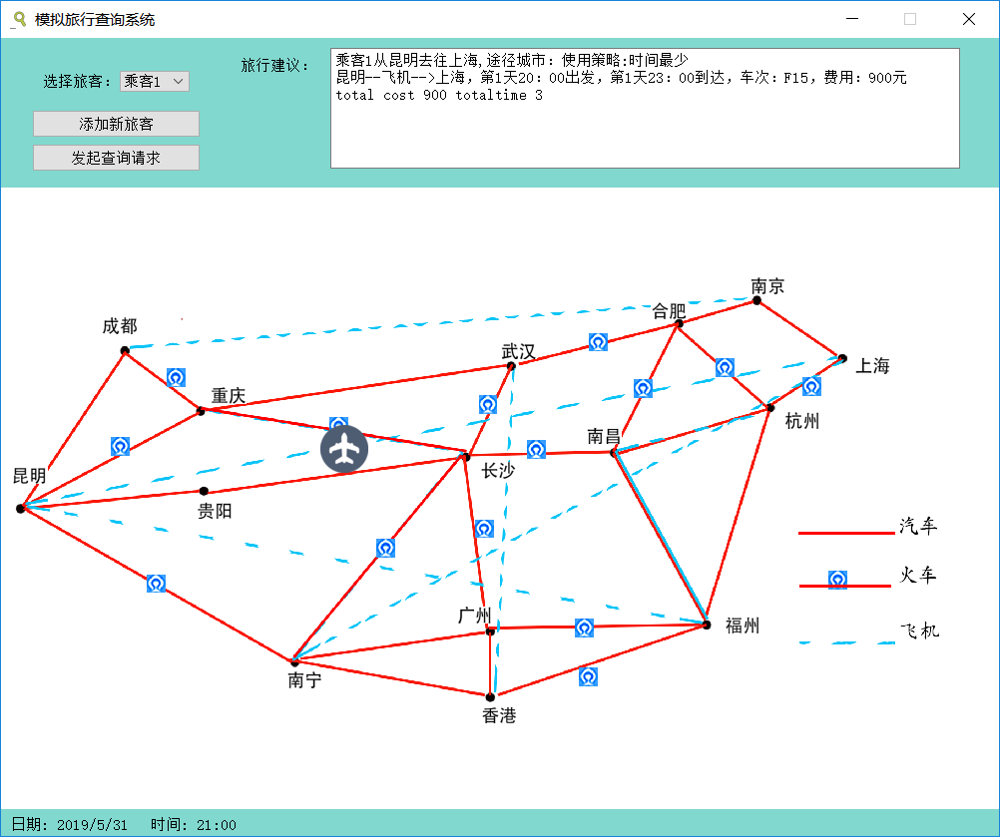 模拟旅行查询系统
选择旅客：
乘客1
添加新旅客
发起查询请求
旅行建议：
乘客1从昆明去往上海,途径城市：使用策略:时间最少
昆明--飞机-->上海，第1天20：00出发，第1天23：00到达，车次：F15，费用：900元
total cost 900 totaltime 3
南京
合肥
成都
武汉
上海
重庆
杭州
南昌
长沙
昆明
贵阳
汽车
火车
广州
福州
飞机
南宁
香港
日期：2019/5/31 时间：21:00